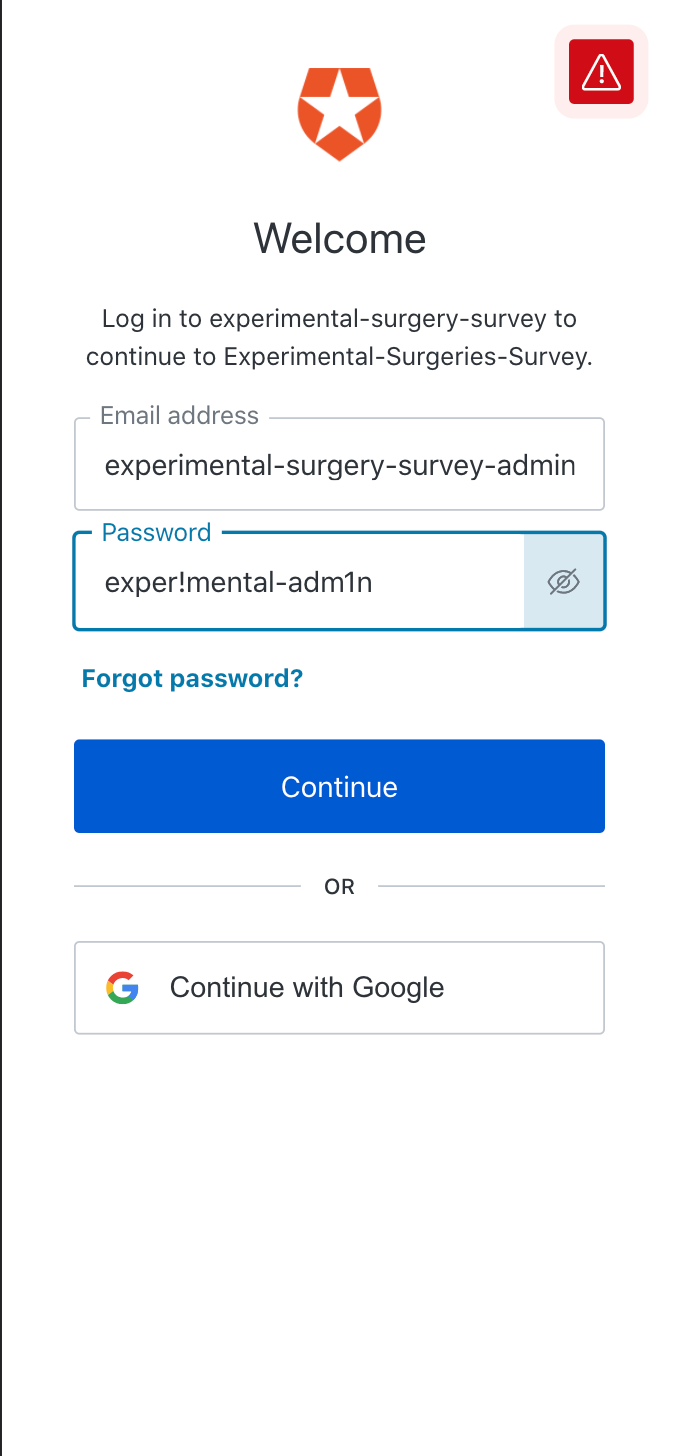 Welcome
Log in to experimental-surgery-survey to
continue to Experimental-Surgeries-Survey.
Email address
experimental-surgery-survey-admin
Password
exper!mental-adm1n
Forgot password?
Continue
OR
Continue with Google